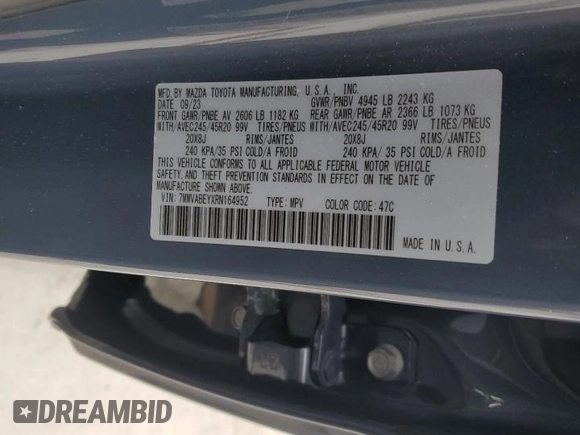 MFD.BY MAZDA TOYOTA MANUFACTURING, U.S.A., INC.
DATE: 09/23 GVWR/PNBV 4945 LB 2243 KG
FRONT GAWR/PNBE AV 2606 LB 1182 KG REAR GAWR/PNBE AR 2366 LB 1073 KG
WITH/AVEC245/45R20 99V TIRES/PNEUS WITH/AVEC245/45R20 99V TIRES/PNEUS
20X8J RIMS/JANTES 20X8J RIMS/JANTES
240 KPA/ 35 PSI COLD/A FROID 240 KPA/ 35 PSI COLD/A FROID
THIS VEHICLE CONFORMS TO ALL APPLICABLE FEDERAL MOTOR VEHICLE
SAFETY, AND THEFT PREVENTION STANDARDS IN EFFECT ON THE DATE OF
MANUFACTURE SHOWN ABOVE.
VIN: 7MMVABEYXRN164952 TYPE: MPV COLOR CODE: 47C
MADE IN U.S.A.
DREAMBID